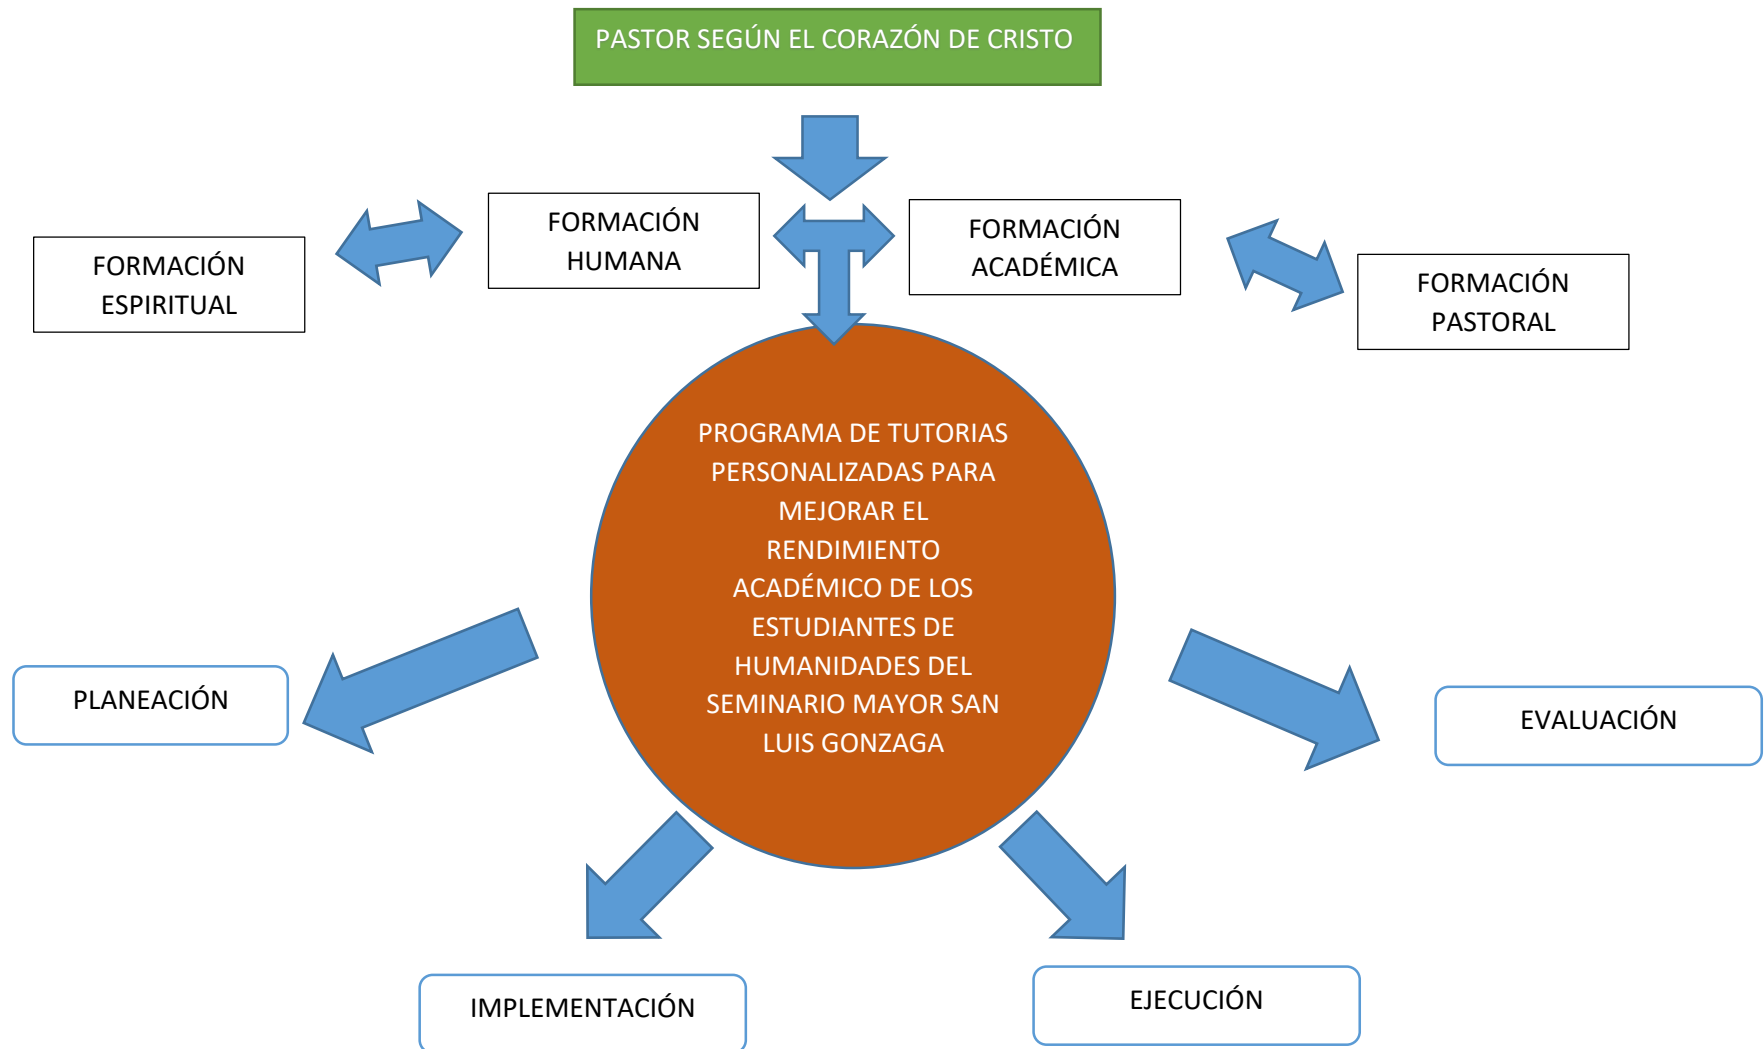 PASTOR SEGÚN EL CORAZÓN DE CRISTO
FORMACIÓN
ESPIRITUAL
FORMACIÓN
HUMANA
FORMACIÓN
ACADÉMICA
FORMACIÓN
PASTORAL
PROGRAMA DE TUTORIAS
PERSONALIZADAS PARA
MEJORAR EL
RENDIMIENTO
ACADÉMICO DE LOS
ESTUDIANTES DE
HUMANIDADES DEL
SEMINARIO MAYOR SAN
LUIS GONZAGA
PLANEACIÓN
IMPLEMENTACIÓN
EJECUCIÓN
EVALUACIÓN